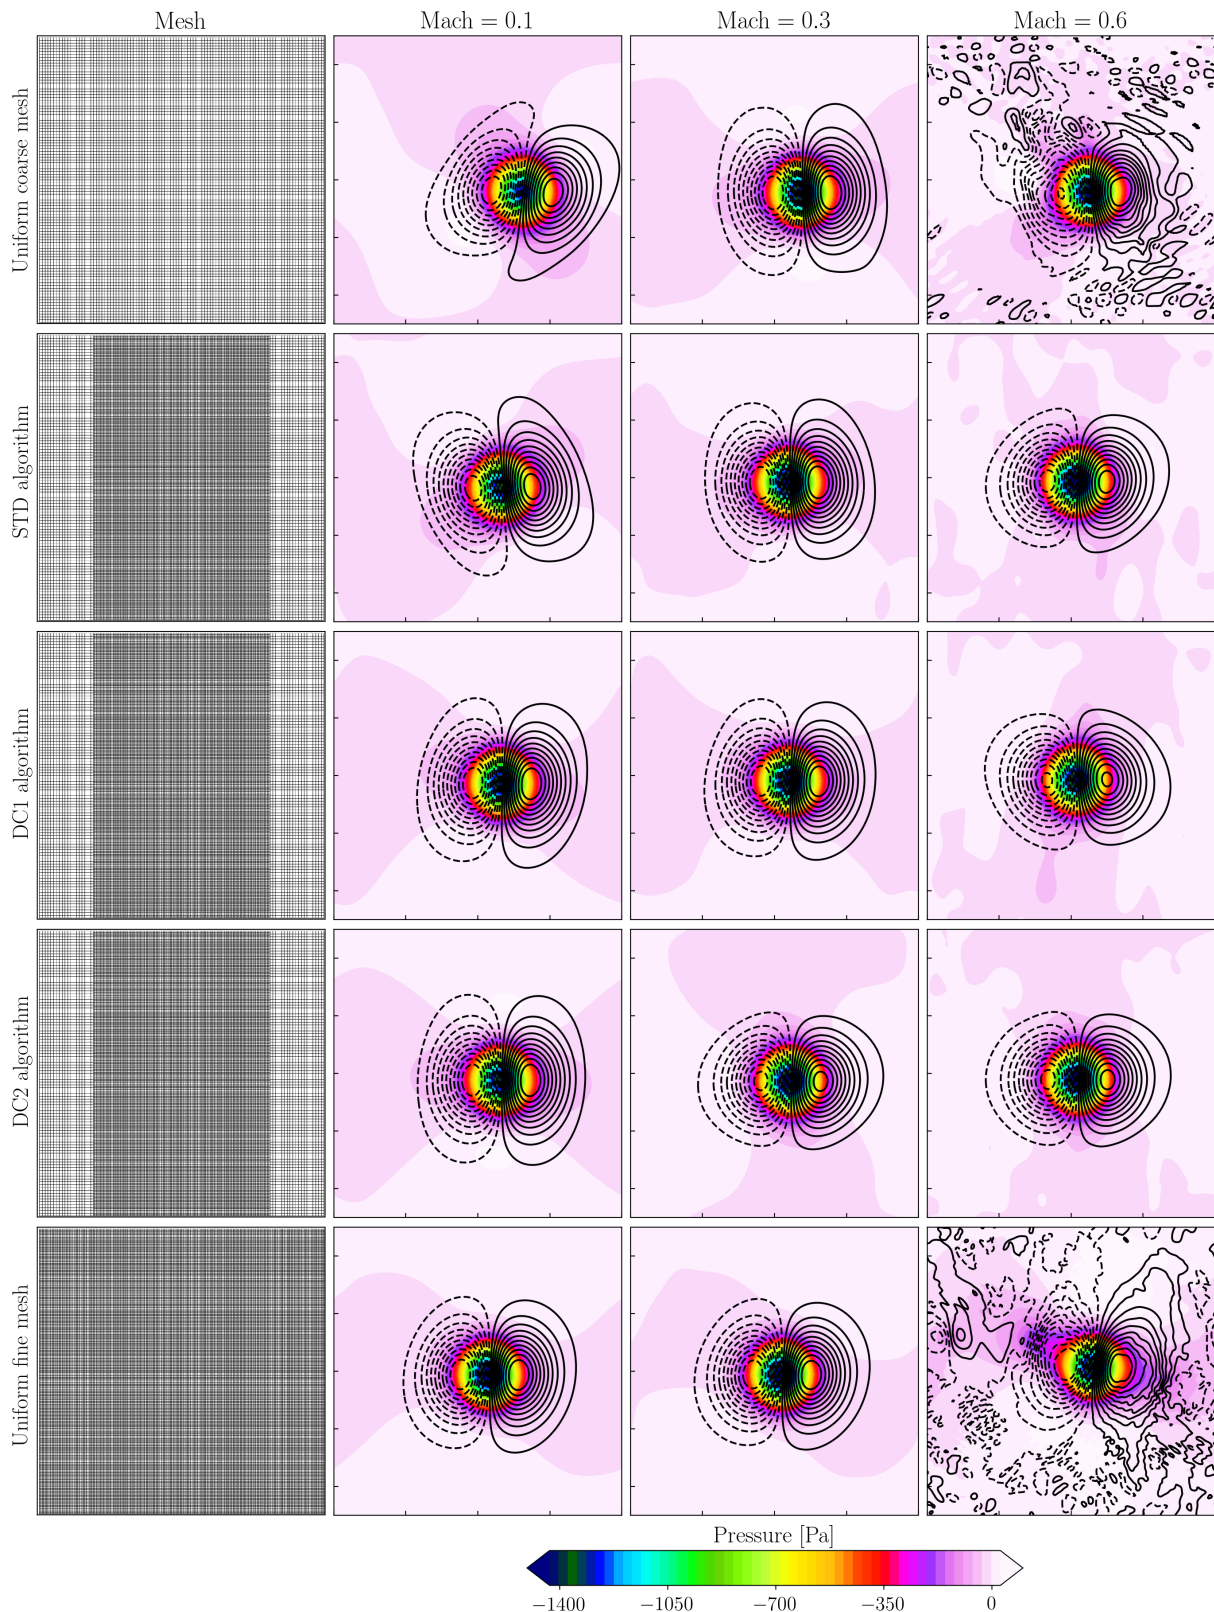 Mesh
Mach = 0.1
Mach = 0.3
Mach = 0.6
Uniform coarse mesh
STD algorithm
DC1 algorithm
DC2 algorithm
Uniform fine mesh
Pressure [Pa]
−1400
−1050
−700
−350
0